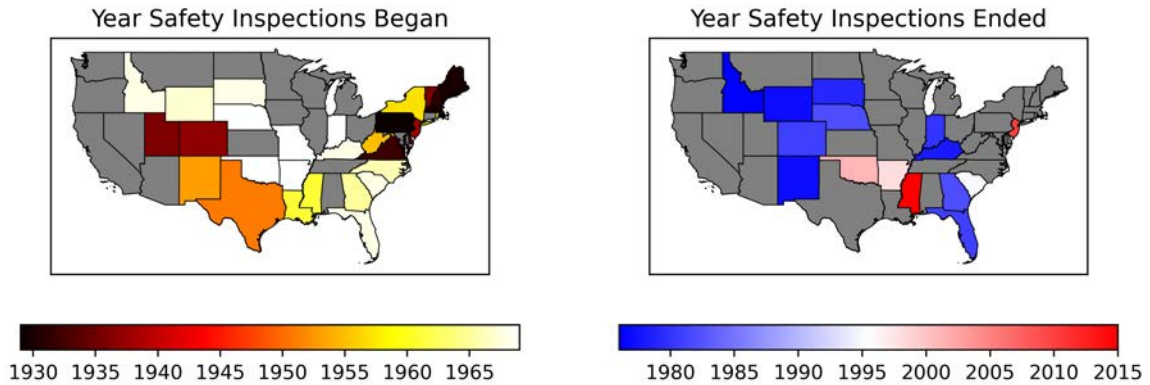 Year Safety Inspections Began
Year Safety Inspections Ended
1930 1935 1940 1945 1950 1955 1960 1965
1980 1985 1990 1995 2000 2005 2010 2015